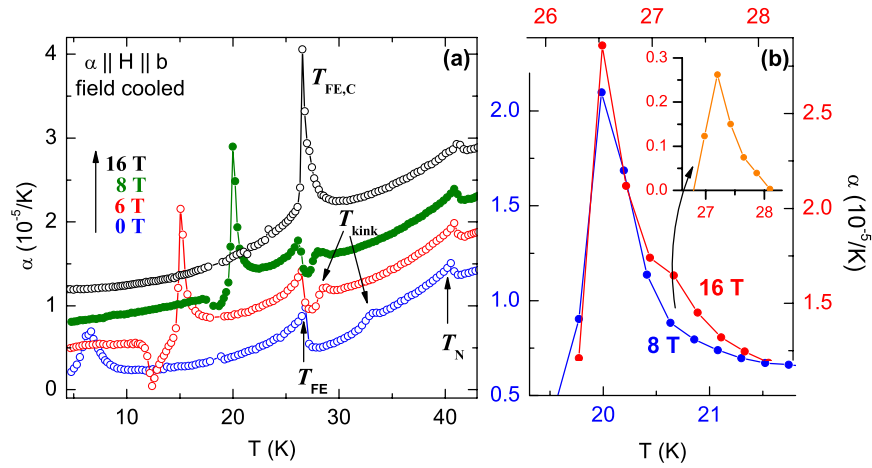 (a)
α || H || b
field cooled
16 T
8 T
6 T
0 T
T_FE,C
T_kink
T_N
T_FE
4
3
2
1
0
α (10⁻⁵/K)
10 20 30 40
T (K)
26 27 28
(b)
2.0
1.5
1.0
0.5
0.3
0.2
0.1
0.0
27 28
2.5
2.0
1.5
α (10⁻⁵/K)
16 T
8 T
20 21
T (K)